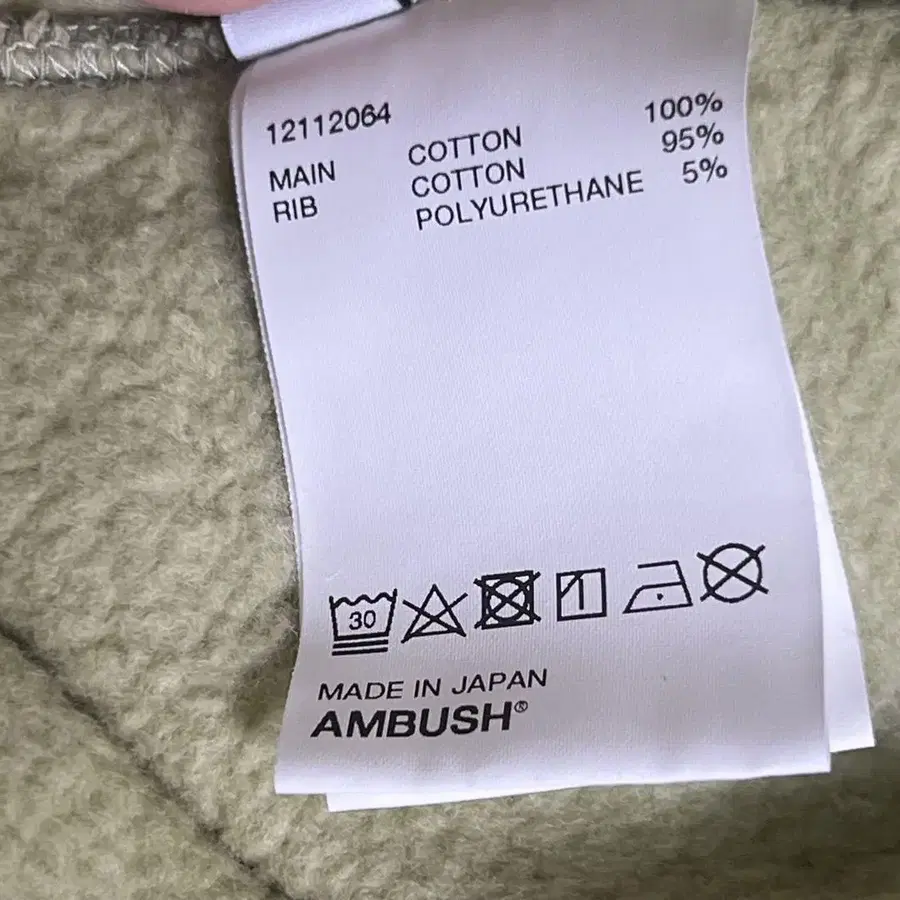 12112064
MAIN COTTON 100%
RIB COTTON 95%
POLYURETHANE 5%
30
MADE IN JAPAN
AMBUSH®